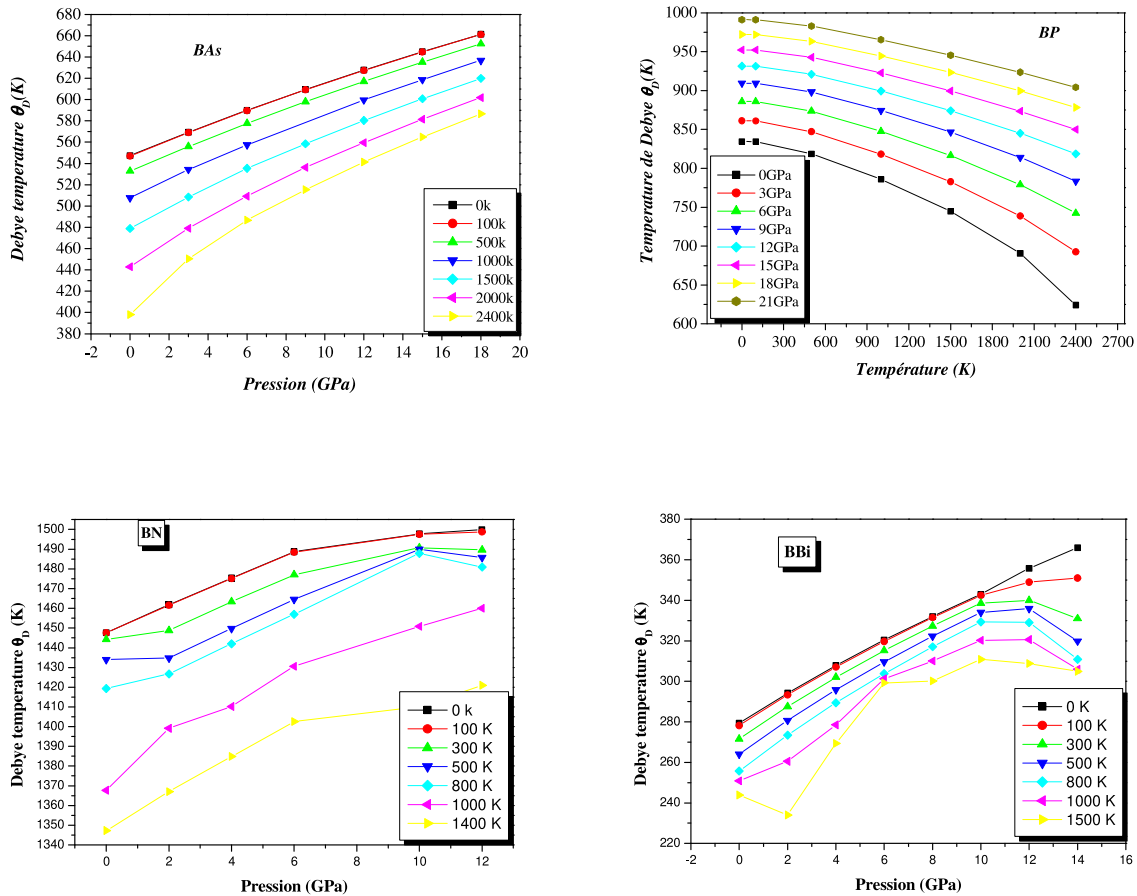 BAs
Debye temperature θD(K)
680
660
640
620
600
580
560
540
520
500
480
460
440
420
400
380
-2 0 2 4 6 8 10 12 14 16 18 20
Pression (GPa)
0k
100k
500k
1000k
1500k
2000k
2400k
BP
Temperature de Debye θD(K)
1000
950
900
850
800
750
700
650
600
0 300 600 900 1200 1500 1800 2100 2400 2700
Température (K)
0GPa
3GPa
6GPa
9GPa
12GPa
15GPa
18GPa
21GPa
BN
Debye temperature θD (K)
1500
1490
1480
1470
1460
1450
1440
1430
1420
1410
1400
1390
1380
1370
1360
1350
1340
0 2 4 6 8 10 12
Pression (GPa)
0 k
100 K
300 K
500 K
800 K
1000 K
1400 K
BBi
Debye temperature θD (K)
380
360
340
320
300
280
260
240
220
-2 0 2 4 6 8 10 12 14 16
Pression (GPa)
0 K
100 K
300 K
500 K
800 K
1000 K
1500 K